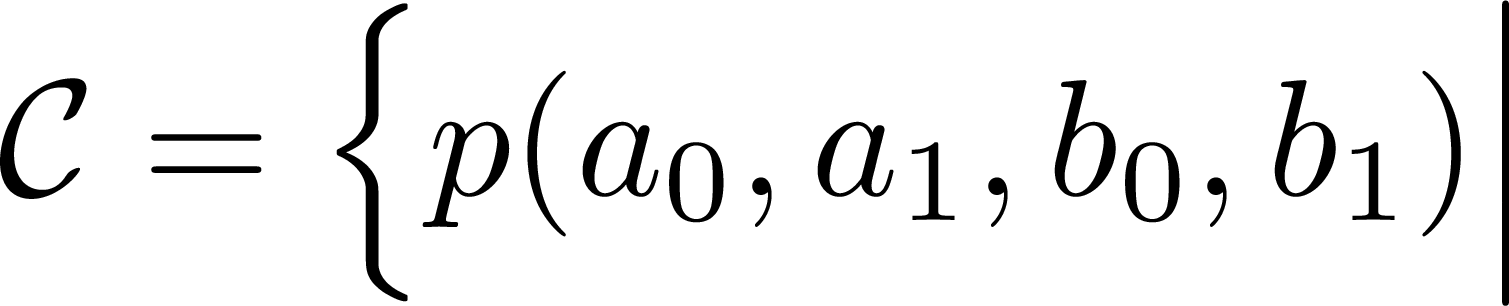 𝒞 = { p(a₀, a₁, b₀, b₁) |